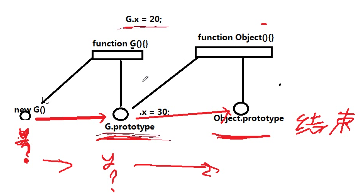 G.x = 20;
function G(){} function Object(){}
new G() .x = 30;
G.prototype Object.prototype 结束
y
?